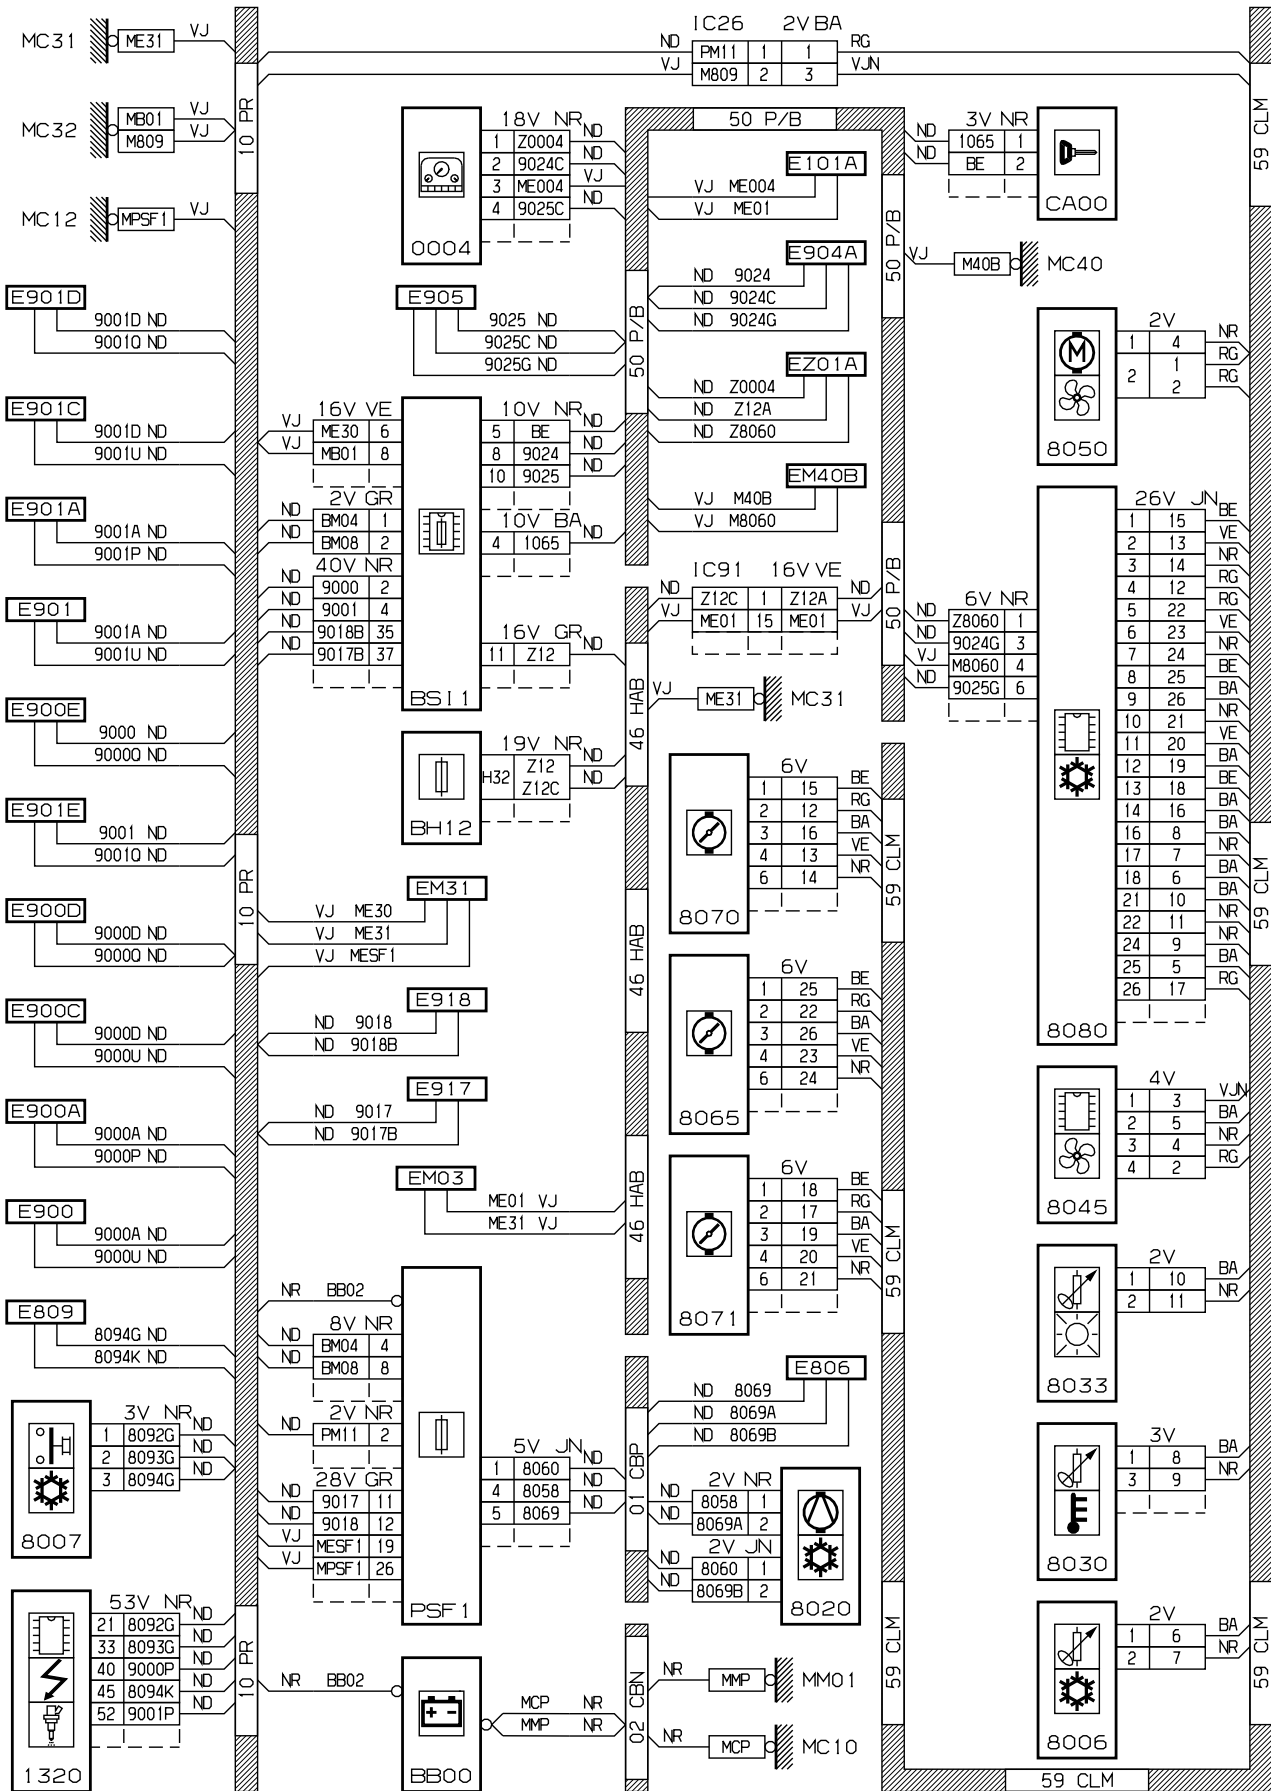 MC31 ME31 VJ
MC32 MB01 VJ
M809 VJ
MC12 MPSF1 VJ
10 PR
E901D
9001D ND
9001Q ND
E901C
9001D ND
9001U ND
E901A
9001A ND
9001P ND
E901
9001A ND
9001U ND
E900E
9000 ND
9000Q ND
E901E
9001 ND
9001Q ND
10 PR
E900D
9000D ND
9000Q ND
E900C
9000D ND
9000U ND
E900A
9000A ND
9000P ND
E900
9000A ND
9000U ND
E809
8094G ND
8094K ND
3V NR
1 8092G ND
2 8093G ND
3 8094G ND
8007
53V NR
21 8092G ND
33 8093G ND
40 9000P ND
45 8094K ND
52 9001P ND
1320
10 PR
IC26 2V BA
ND PM11 1 1 RG
VJ M809 2 3 VJN
18V NR
1 Z0004 ND
2 9024C ND
3 ME004 VJ
4 9025C ND
0004
E905
9025 ND
9025C ND
9025G ND
16V VE
VJ ME30 6
VJ MB01 8
2V GR
ND BM04 1
ND BM08 2
40V NR
ND 9000 2
ND 9001 4
ND 9018B 35
ND 9017B 37
10V NR
5 BE ND
8 9024 ND
10 9025 ND
10V BA
4 1065 ND
16V GR
11 Z12 ND
BSI1
19V NR
H32 Z12 ND
Z12C ND
BH12
EM31
VJ ME30
VJ ME31
VJ MESF1
E918
ND 9018
ND 9018B
E917
ND 9017
ND 9017B
EM03
ME01 VJ
ME31 VJ
NR BB02
8V NR
ND BM04 4
ND BM08 8
2V NR
ND PM11 2
28V GR
ND 9017 11
ND 9018 12
VJ MESF1 19
VJ MPSF1 26
5V JN
1 8060 ND
4 8058 ND
5 8069 ND
PSF1
NR BB02
MCP NR
MMP NR
BB00
50 P/B
50 P/B
E101A
VJ ME004
VJ ME01
E904A
ND 9024
ND 9024C
ND 9024G
EZ01A
ND Z0004
ND Z12A
ND Z8060
EM40B
VJ M40B
VJ M8060
IC91 16V VE
ND Z12C 1 Z12A ND
VJ ME01 15 ME01 VJ
46 HAB
VJ ME31 MC31
6V
1 15 BE
2 12 RG
3 16 BA
4 13 VE
6 14 NR
8070
46 HAB
6V
1 25 BE
2 22 RG
3 26 BA
4 23 VE
6 24 NR
8065
46 HAB
6V
1 18 BE
2 17 RG
3 19 BA
4 20 VE
6 21 NR
8071
E806
ND 8069
ND 8069A
ND 8069B
01 CBP
2V NR
ND 8058 1
ND 8069A 2
2V JN
ND 8060 1
ND 8069B 2
8020
02 CBN
NR MMP MM01
NR MCP MC10
50 P/B
50 P/B
59 CLM
59 CLM
59 CLM
3V NR
ND 1065 1
ND BE 2
CA00
VJ M40B MC40
2V
1 4 NR
2 1 RG
2 RG
8050
6V NR
ND Z8060 1
ND 9024G 3
VJ M8060 4
ND 9025G 6
26V JN
1 15 BE
2 13 VE
3 14 NR
4 12 RG
5 22 RG
6 23 VE
7 24 NR
8 25 BE
9 26 BA
10 21 NR
11 20 VE
12 19 BA
13 18 BE
14 16 BA
16 8 BA
17 7 NR
18 6 BA
21 10 BA
22 11 NR
24 9 NR
25 5 BA
26 17 RG
8080
4V
1 3 VJN
2 5 BA
3 4 NR
4 2 RG
8045
2V
1 10 BA
2 11 NR
8033
3V
1 8 BA
3 9 NR
8030
2V
1 6 BA
2 7 NR
8006
59 CLM
59 CLM
59 CLM
59 CLM